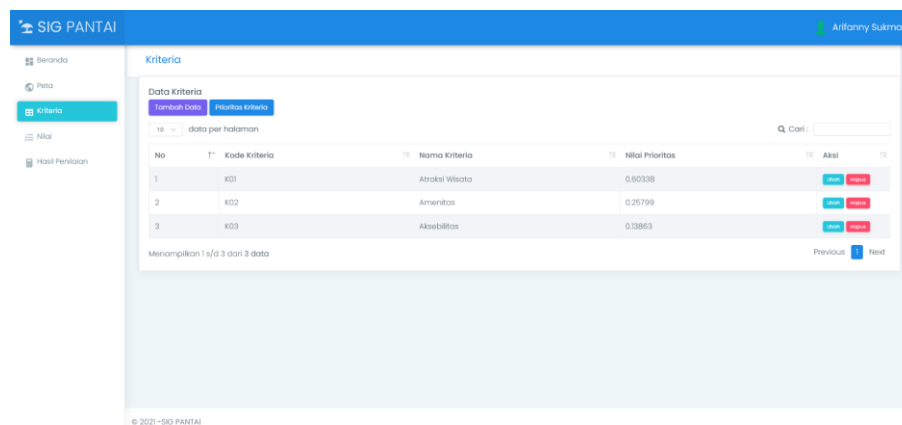 SIG PANTAI
Arifanny Sukma
Beranda
Peta
Kriteria
Nilai
Hasil Penilaian
Kriteria
Data Kriteria
Tambah Data Prioritas Kriteria
10 data per halaman
Cari :
No Kode Kriteria Nama Kriteria Nilai Prioritas Aksi
1 K01 Atraksi Wisata 0.60338 Ubah Hapus
2 K02 Amenitas 0.25799 Ubah Hapus
3 K03 Aksebilitas 0.13863 Ubah Hapus
Menampilkan 1 s/d 3 dari 3 data
Previous 1 Next
© 2021 - SIG PANTAI